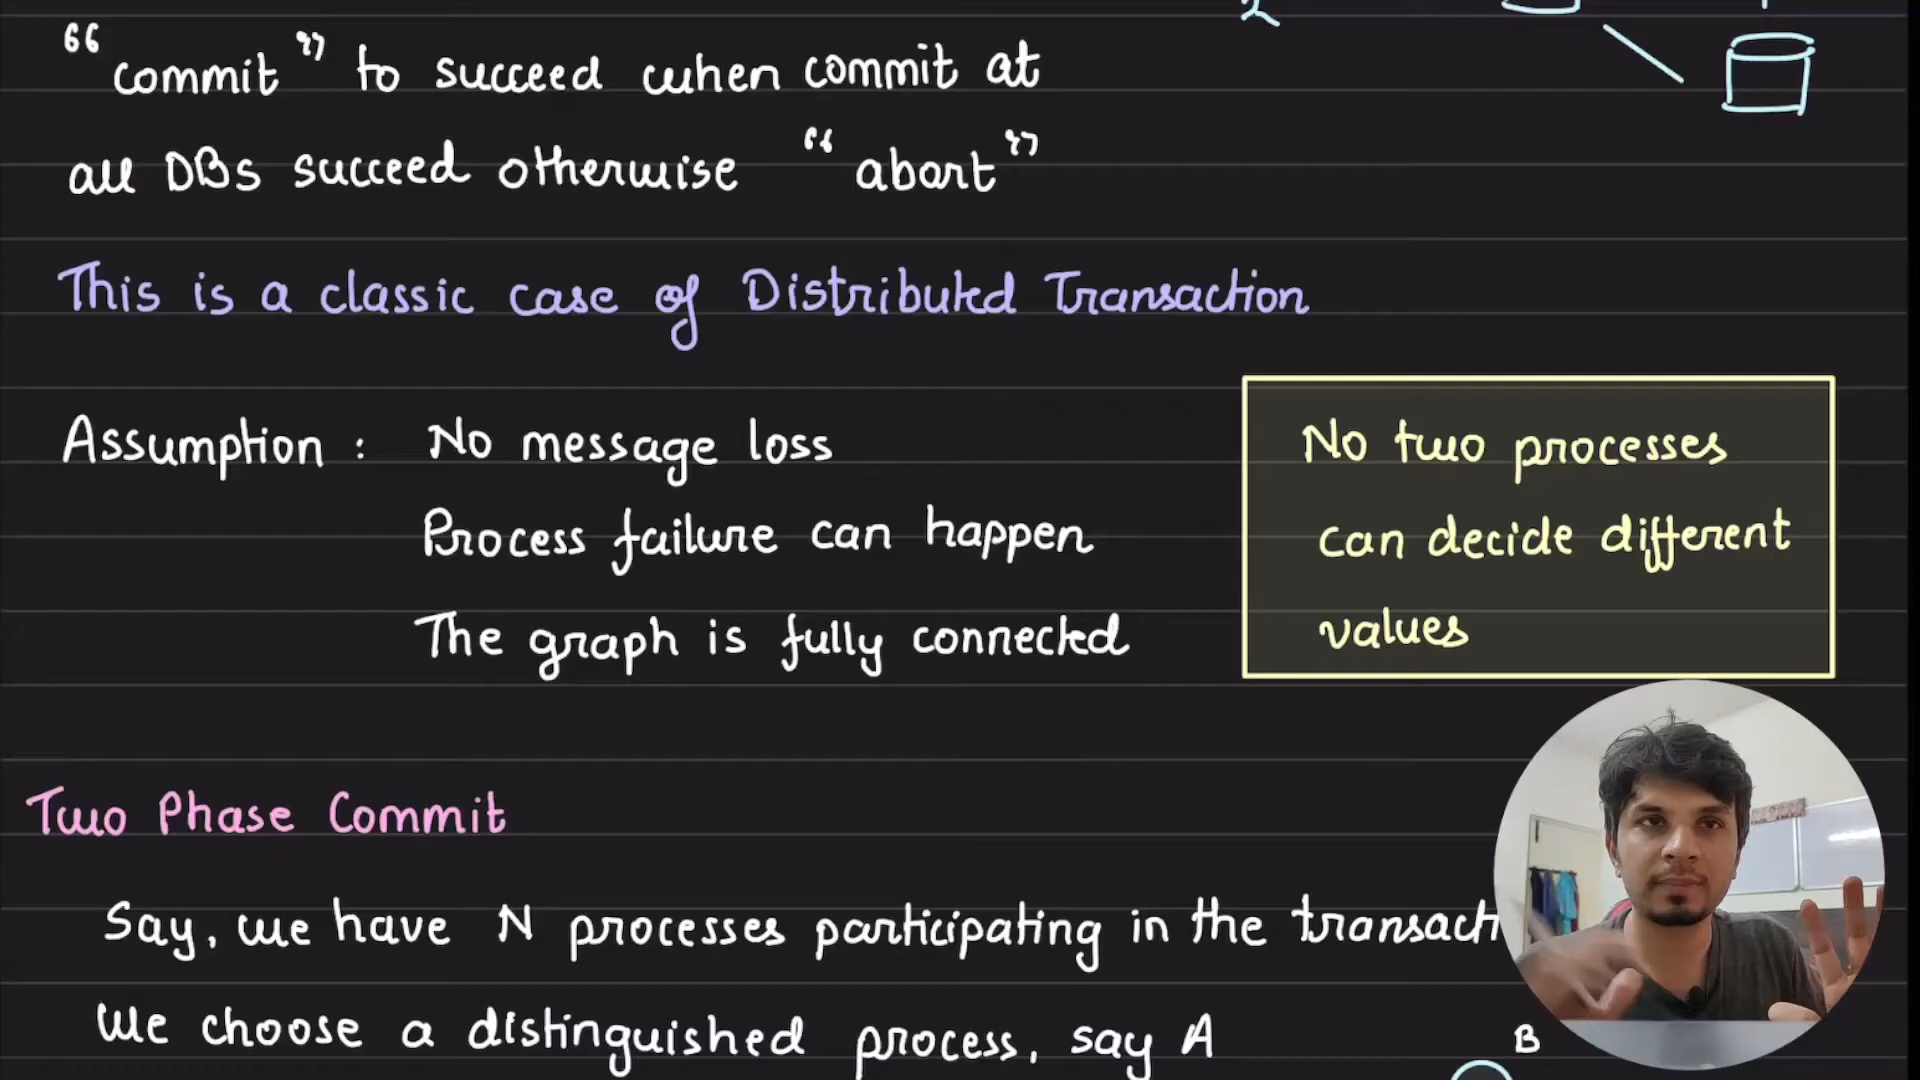 "commit" to succeed when commit at
all DBs succeed otherwise "abort"
This is a classic case of Distributed Transaction
Assumption : No message loss
Process failure can happen
The graph is fully connected
No two processes
can decide different
values
Two Phase Commit
Say, we have N processes participating in the transacti
We choose a distinguished process, say A
B